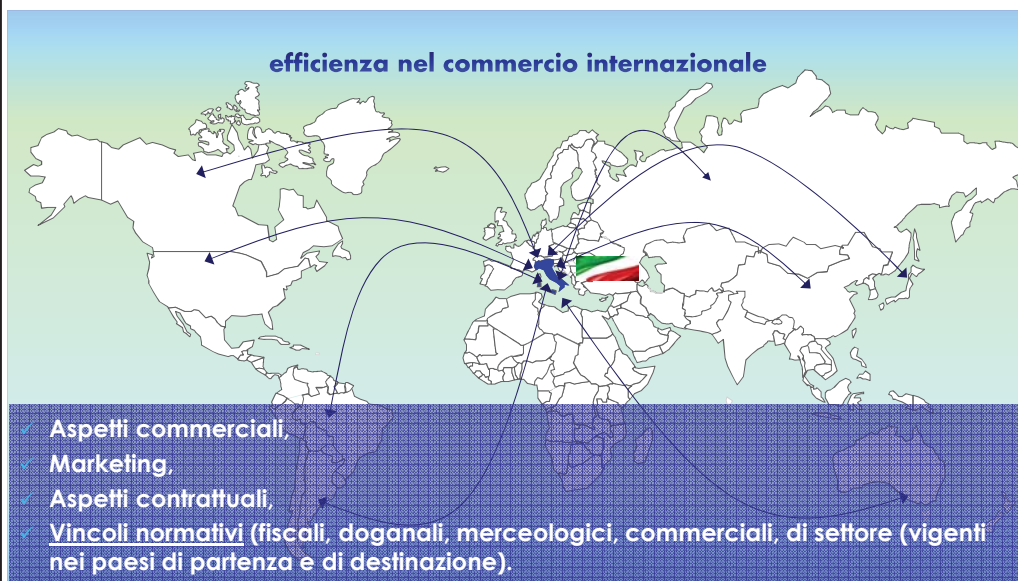 efficienza nel commercio internazionale
Aspetti commerciali,
Marketing,
Aspetti contrattuali,
Vincoli normativi (fiscali, doganali, merceologici, commerciali, di settore (vigenti
nei paesi di partenza e di destinazione).